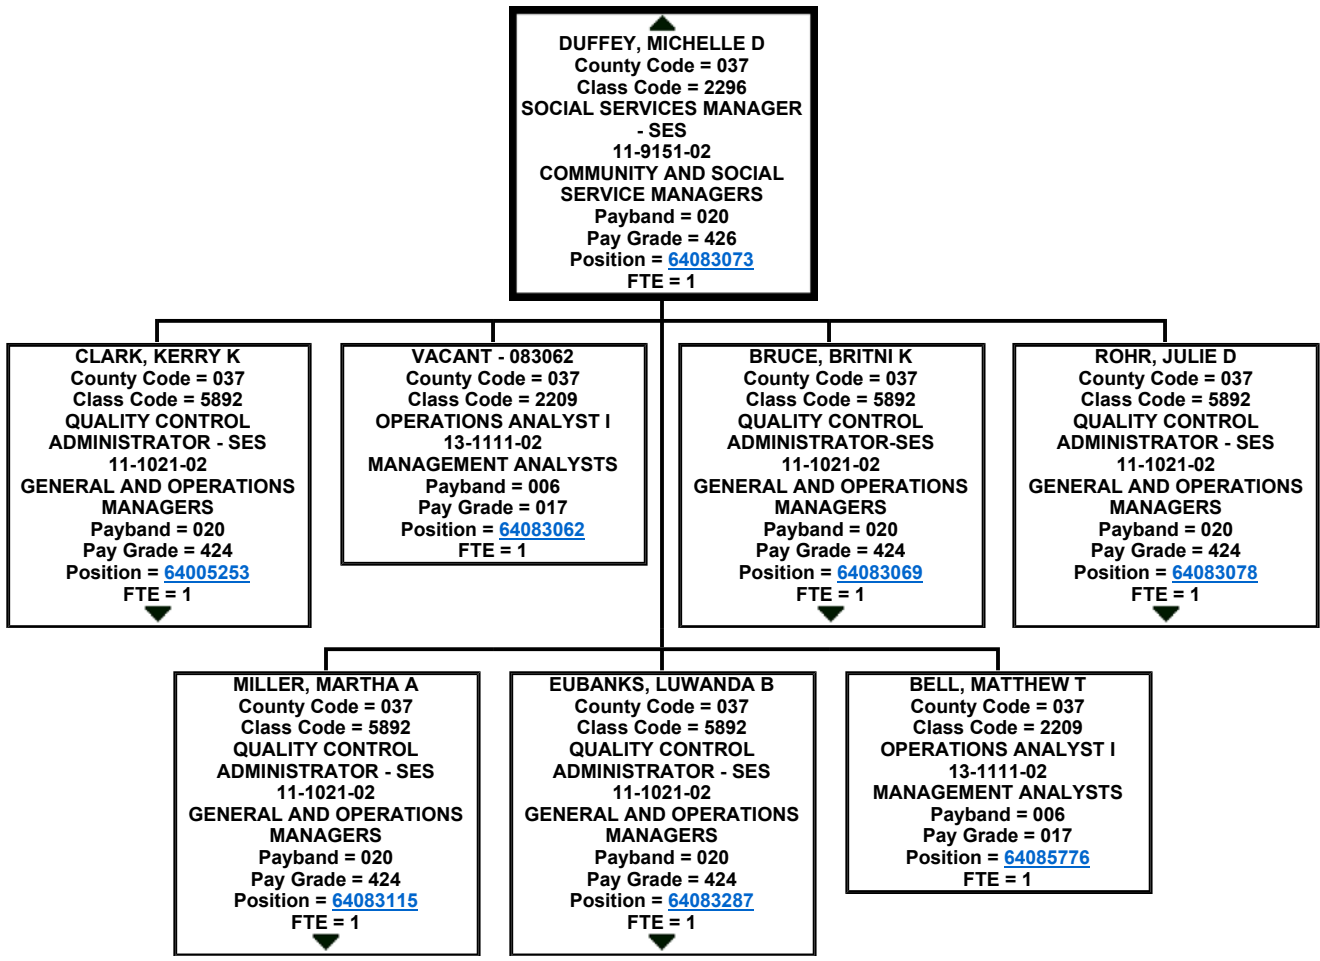 DUFFEY, MICHELLE D
County Code = 037
Class Code = 2296
SOCIAL SERVICES MANAGER
- SES
11-9151-02
COMMUNITY AND SOCIAL
SERVICE MANAGERS
Payband = 020
Pay Grade = 426
Position = 64083073
FTE = 1
CLARK, KERRY K
County Code = 037
Class Code = 5892
QUALITY CONTROL
ADMINISTRATOR - SES
11-1021-02
GENERAL AND OPERATIONS
MANAGERS
Payband = 020
Pay Grade = 424
Position = 64005253
FTE = 1
VACANT - 083062
County Code = 037
Class Code = 2209
OPERATIONS ANALYST I
13-1111-02
MANAGEMENT ANALYSTS
Payband = 006
Pay Grade = 017
Position = 64083062
FTE = 1
BRUCE, BRITNI K
County Code = 037
Class Code = 5892
QUALITY CONTROL
ADMINISTRATOR-SES
11-1021-02
GENERAL AND OPERATIONS
MANAGERS
Payband = 020
Pay Grade = 424
Position = 64083069
FTE = 1
ROHR, JULIE D
County Code = 037
Class Code = 5892
QUALITY CONTROL
ADMINISTRATOR - SES
11-1021-02
GENERAL AND OPERATIONS
MANAGERS
Payband = 020
Pay Grade = 424
Position = 64083078
FTE = 1
MILLER, MARTHA A
County Code = 037
Class Code = 5892
QUALITY CONTROL
ADMINISTRATOR - SES
11-1021-02
GENERAL AND OPERATIONS
MANAGERS
Payband = 020
Pay Grade = 424
Position = 64083115
FTE = 1
EUBANKS, LUWANDA B
County Code = 037
Class Code = 5892
QUALITY CONTROL
ADMINISTRATOR - SES
11-1021-02
GENERAL AND OPERATIONS
MANAGERS
Payband = 020
Pay Grade = 424
Position = 64083287
FTE = 1
BELL, MATTHEW T
County Code = 037
Class Code = 2209
OPERATIONS ANALYST I
13-1111-02
MANAGEMENT ANALYSTS
Payband = 006
Pay Grade = 017
Position = 64085776
FTE = 1